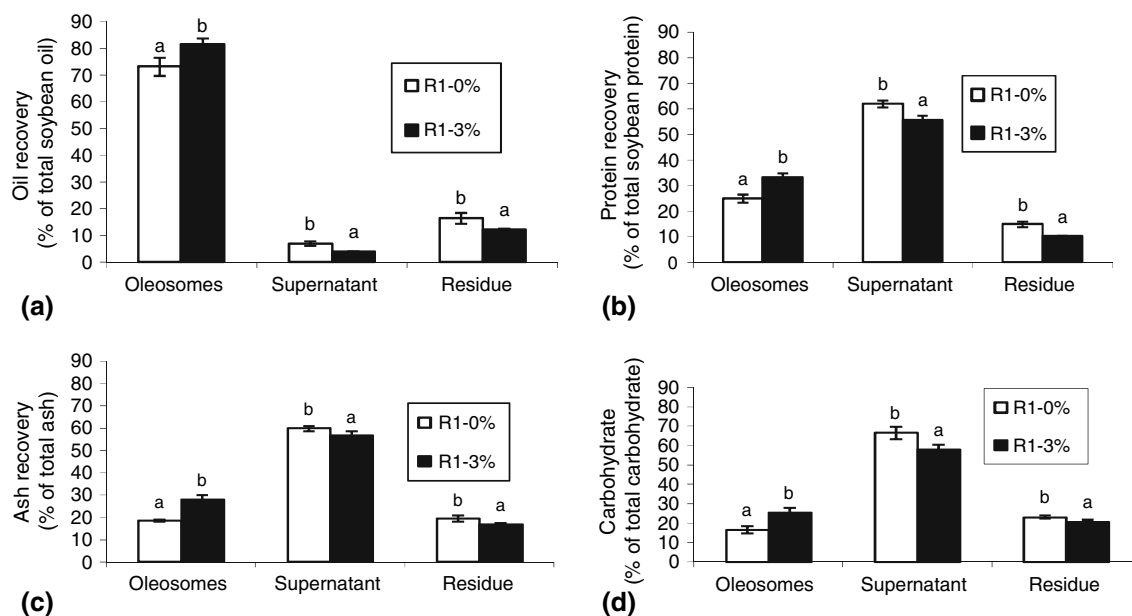 Oil recovery
(% of total soybean oil)
90
80
70
60
50
40
30
20
10
0
a
b
b
a
b
a
R1-0%
R1-3%
Oleosomes
Supernatant
Residue
(a)
Protein recovery
(% of total soybean protein)
90
80
70
60
50
40
30
20
10
0
a
b
b
a
b
a
R1-0%
R1-3%
Oleosomes
Supernatant
Residue
(b)
Ash recovery
(% of total ash)
90
80
70
60
50
40
30
20
10
0
a
b
b
a
b
a
R1-0%
R1-3%
Oleosomes
Supernatant
Residue
(c)
Carbohydrate
(% of total carbohydrate)
90
80
70
60
50
40
30
20
10
0
a
b
b
a
b
a
R1-0%
R1-3%
Oleosomes
Supernatant
Residue
(d)